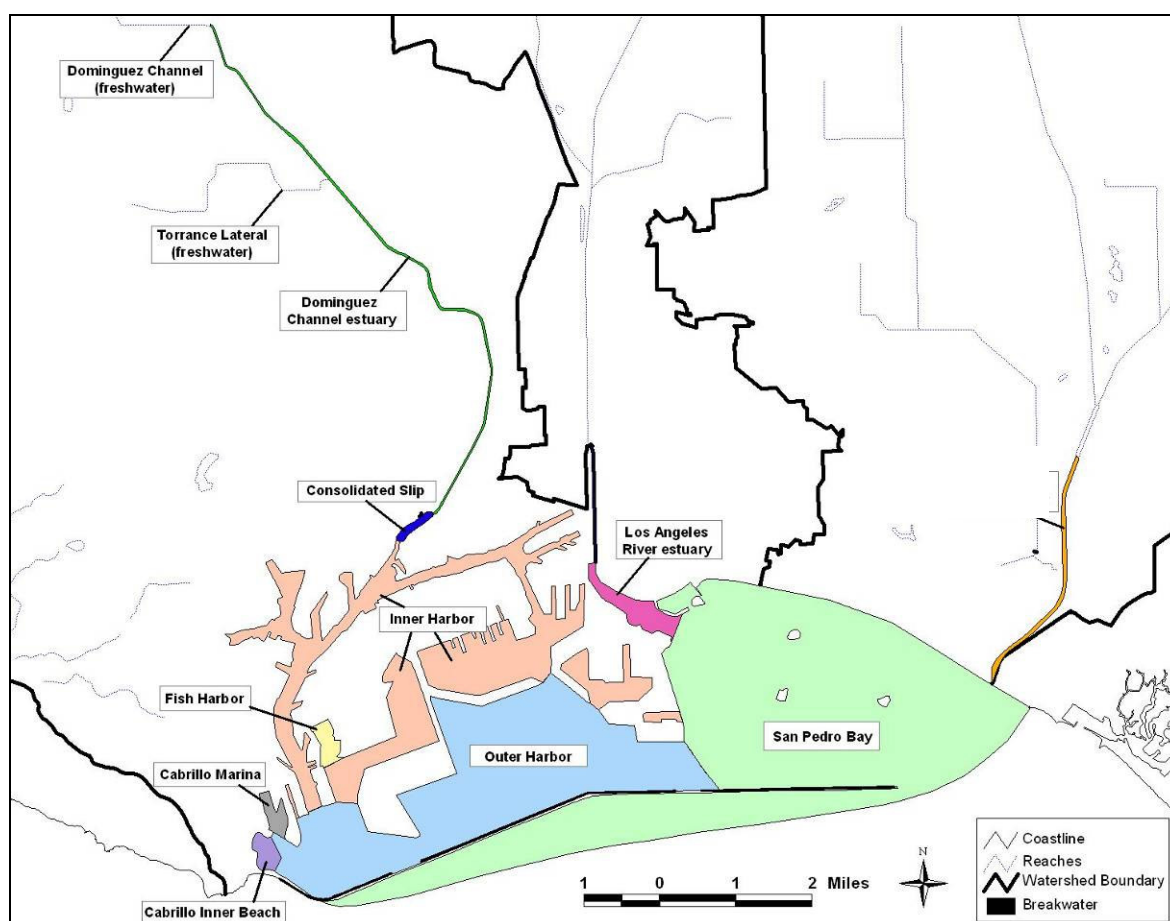 Dominguez Channel
(freshwater)
Torrance Lateral
(freshwater)
Dominguez
Channel estuary
Consolidated Slip
Los Angeles
River estuary
Inner Harbor
Fish Harbor
San Pedro Bay
Outer Harbor
Cabrillo Marina
Cabrillo Inner Beach
1 0 1 2 Miles
N
Coastline
Reaches
Watershed Boundary
Breakwater